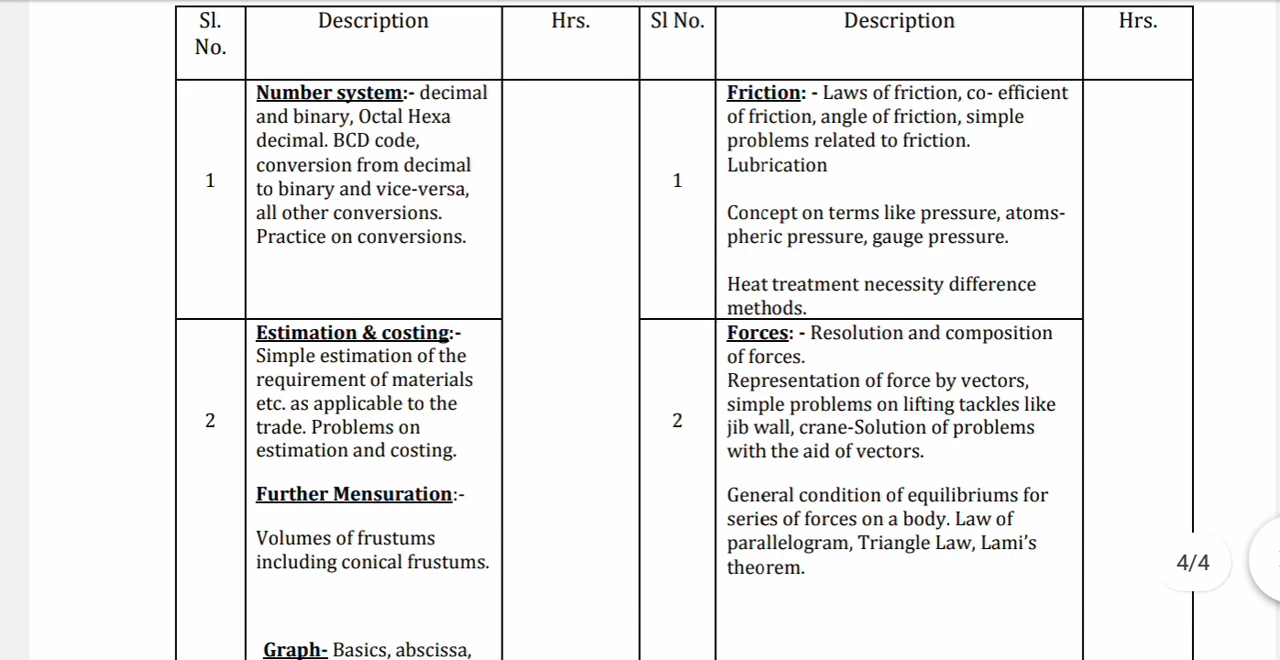 Sl.
No.
Description
Hrs.
Sl No.
Description
Hrs.
1
Number system:- decimal
and binary, Octal Hexa
decimal. BCD code,
conversion from decimal
to binary and vice-versa,
all other conversions.
Practice on conversions.
1
Friction: - Laws of friction, co- efficient
of friction, angle of friction, simple
problems related to friction.
Lubrication
Concept on terms like pressure, atoms-
pheric pressure, gauge pressure.
Heat treatment necessity difference
methods.
2
Estimation & costing:-
Simple estimation of the
requirement of materials
etc. as applicable to the
trade. Problems on
estimation and costing.
Further Mensuration:-
Volumes of frustums
including conical frustums.
Graph- Basics, abscissa,
2
Forces: - Resolution and composition
of forces.
Representation of force by vectors,
simple problems on lifting tackles like
jib wall, crane-Solution of problems
with the aid of vectors.
General condition of equilibriums for
series of forces on a body. Law of
parallelogram, Triangle Law, Lami's
theorem.
4/4